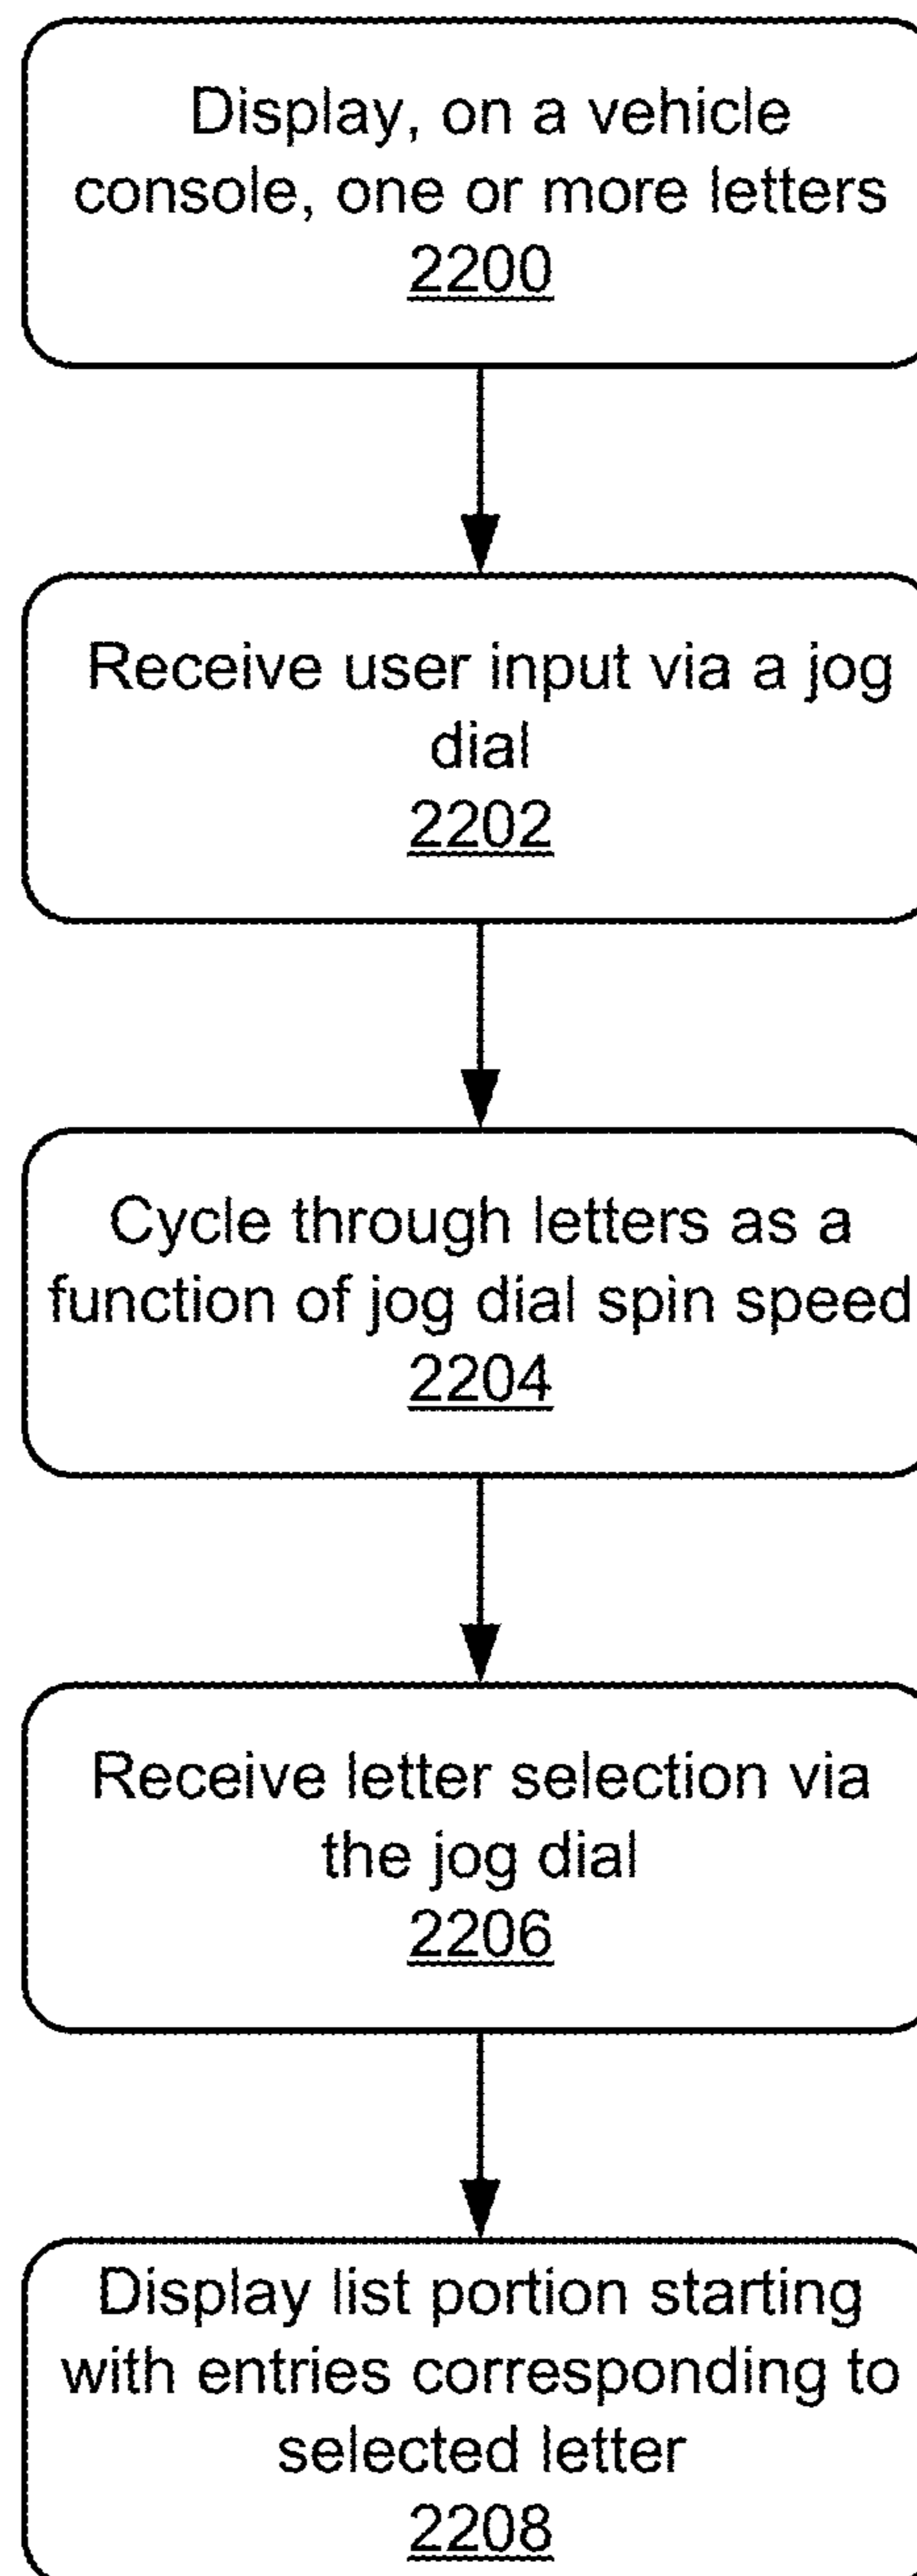 Display, on a vehicle
console, one or more letters
2200
Receive user input via a jog
dial
2202
Cycle through letters as a
function of jog dial spin speed
2204
Receive letter selection via
the jog dial
2206
Display list portion starting
with entries corresponding to
selected letter
2208